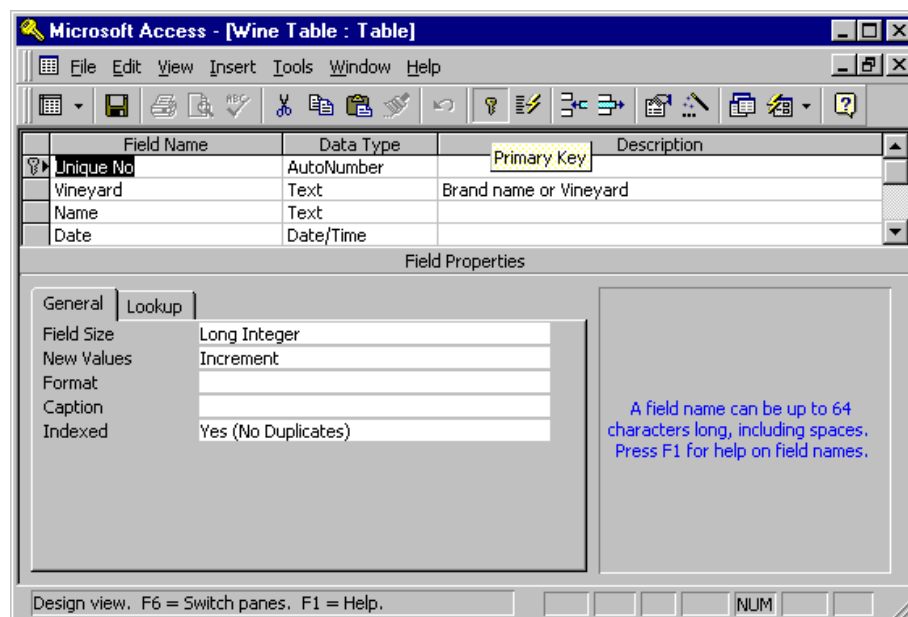 Microsoft Access - [Wine Table : Table]
File Edit View Insert Tools Window Help
ABC
Field Name Data Type Description
Primary Key
Unique No AutoNumber
Vineyard Text Brand name or Vineyard
Name Text
Date Date/Time
Field Properties
General Lookup
Field Size Long Integer
New Values Increment
Format
Caption
Indexed Yes (No Duplicates)
A field name can be up to 64
characters long, including spaces.
Press F1 for help on field names.
Design view. F6 = Switch panes. F1 = Help.
NUM